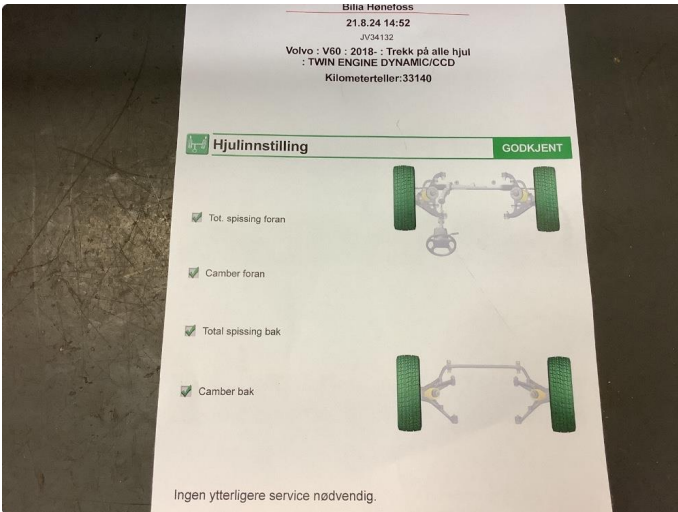 Bilia Hønefoss
21.8.24 14:52
JV34132
Volvo : V60 : 2018- : Trekk på alle hjul
: TWIN ENGINE DYNAMIC/CCD
Kilometerteller:33140
Hjulinnstilling
GODKJENT
Tot. spissing foran
Camber foran
Total spissing bak
Camber bak
Ingen ytterligere service nødvendig.